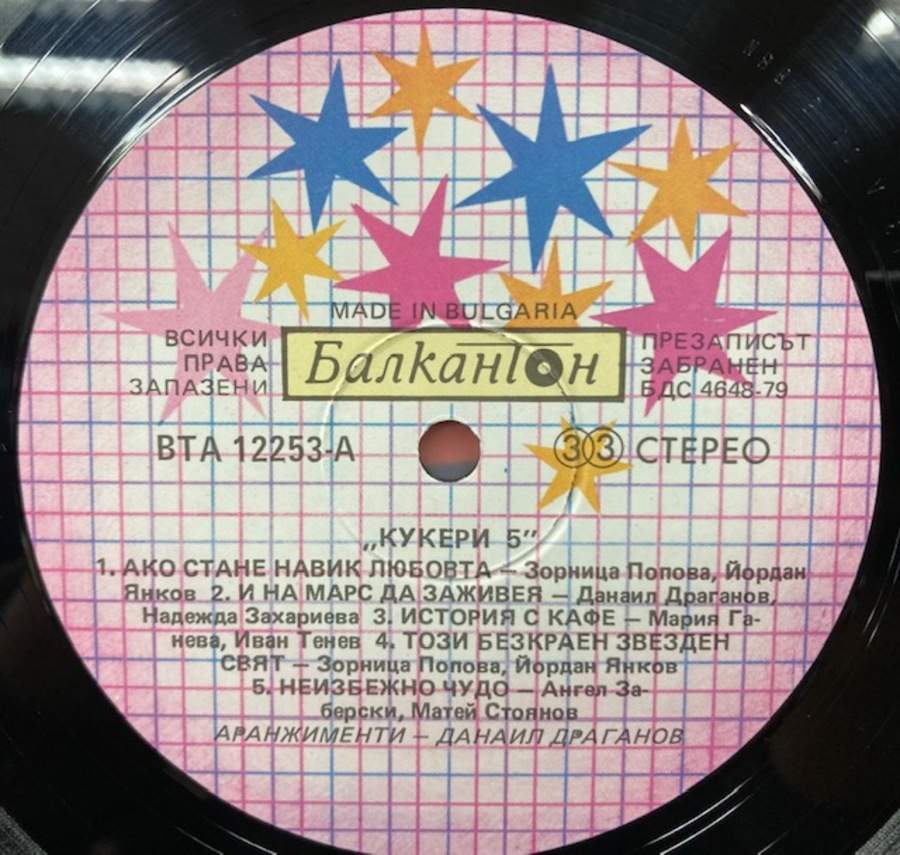 MADE IN BULGARIA
ВСИЧКИ
ПРАВА
ЗАПАЗЕНИ
Балкантон
ПРЕЗАПИСЪТ
ЗАБРАНЕН
БДС 4648-79
ВТА 12253-А
33 СТЕРЕО
„КУКЕРИ 5”
1. АКО СТАНЕ НАВИК ЛЮБОВТА – Зорница Попова, Йордан
Янков 2. И НА МАРС ДА ЗАЖИВЕЯ – Данаил Драганов,
Надежда Захариева 3. ИСТОРИЯ С КАФЕ – Мария Га-
нева, Иван Тенев 4. ТОЗИ БЕЗКРАЕН ЗВЕЗДЕН
СВЯТ – Зорница Попова, Йордан Янков
5. НЕИЗБЕЖНО ЧУДО – Ангел За-
берски, Матей Стоянов
АРАНЖИМЕНТИ – ДАНАИЛ ДРАГАНОВ